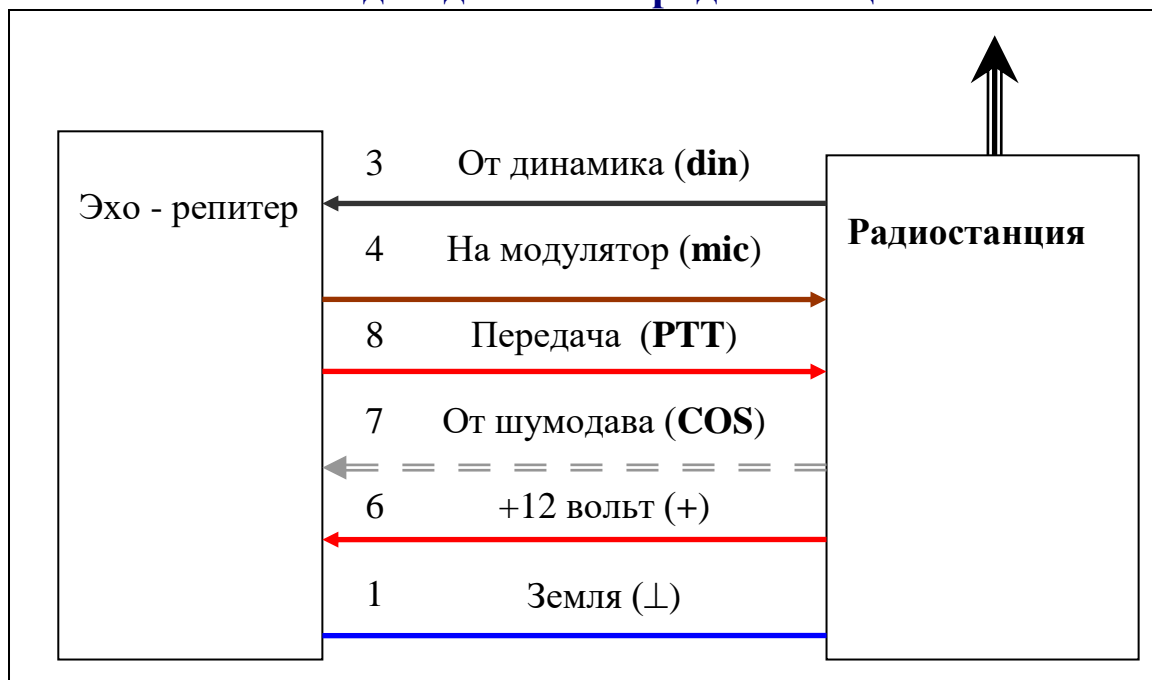 3 От динамика (din)
Эхо - репитер
Радиостанция
4 На модулятор (mic)
8 Передача (PTT)
7 От шумодава (COS)
6 +12 вольт (+)
1 Земля (⊥)